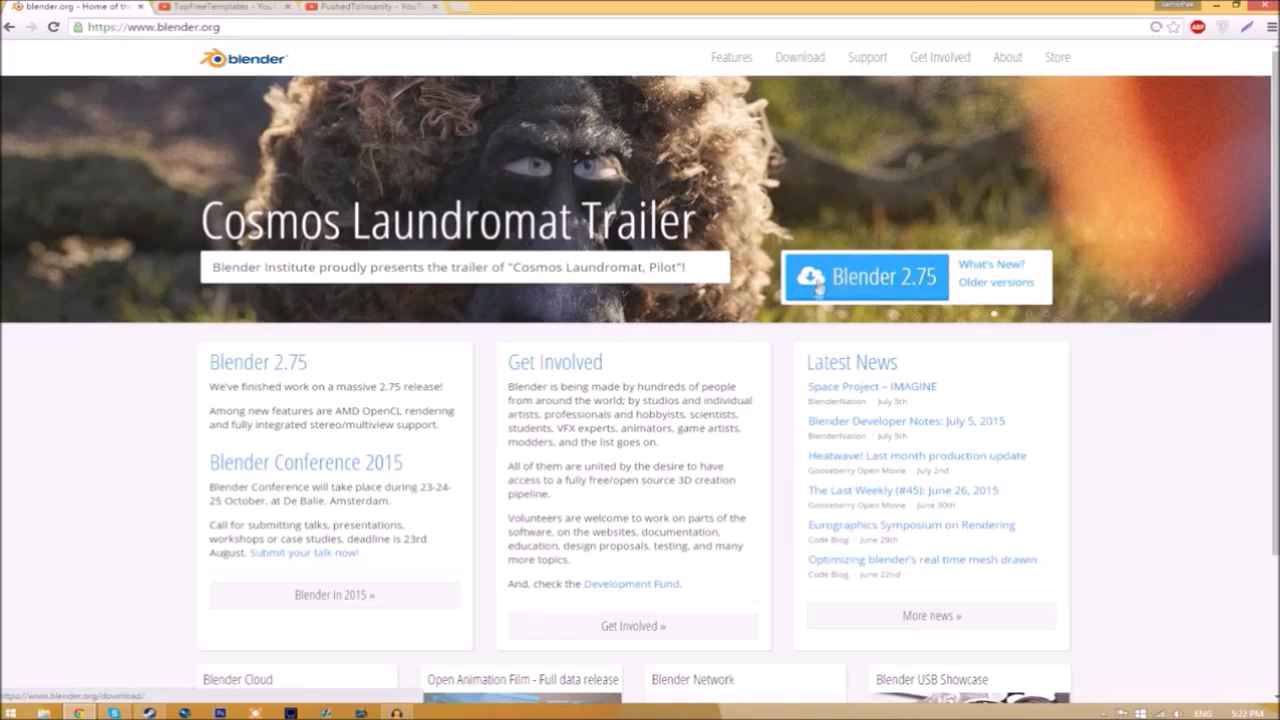 blender.org - Home of th
TopFreeTemplates - YouT
PushedToInsanity - YouTu
IamoPak
https://www.blender.org
ABP
blender
Features
Download
Support
Get Involved
About
Store
Cosmos Laundromat Trailer
Blender Institute proudly presents the trailer of "Cosmos Laundromat, Pilot"!
Blender 2.75
What's New?
Older versions
Blender 2.75
We've finished work on a massive 2.75 release!
Among new features are AMD OpenCL rendering
and fully integrated stereo/multiview support.
Blender Conference 2015
Blender Conference will take place during 23-24-
25 October, at De Balie, Amsterdam.
Call for submitting talks, presentations,
workshops or case studies, deadline is 23rd
August. Submit your talk now!
Blender in 2015 »
Get Involved
Blender is being made by hundreds of people
from around the world; by studios and individual
artists, professionals and hobbyists, scientists,
students, VFX experts, animators, game artists,
modders, and the list goes on.
All of them are united by the desire to have
access to a fully free/open source 3D creation
pipeline.
Volunteers are welcome to work on parts of the
software, on the websites, documentation,
education, design proposals, testing, and many
more topics.
And, check the Development Fund.
Get Involved »
Latest News
Space Project – IMAGINE
BlenderNation · July 5th
Blender Developer Notes: July 5, 2015
BlenderNation · July 5th
Heatwave! Last month production update
Gooseberry Open Movie · July 2nd
The Last Weekly (#45): June 26, 2015
Gooseberry Open Movie · June 30th
Eurographics Symposium on Rendering
Code Blog · June 29th
Optimizing blender's real time mesh drawin
Code Blog · June 22nd
More news »
Blender Cloud
Open Animation Film - Full data release
Blender Network
Blender USB Showcase
https://www.blender.org/download/
ENG
5:22 PM